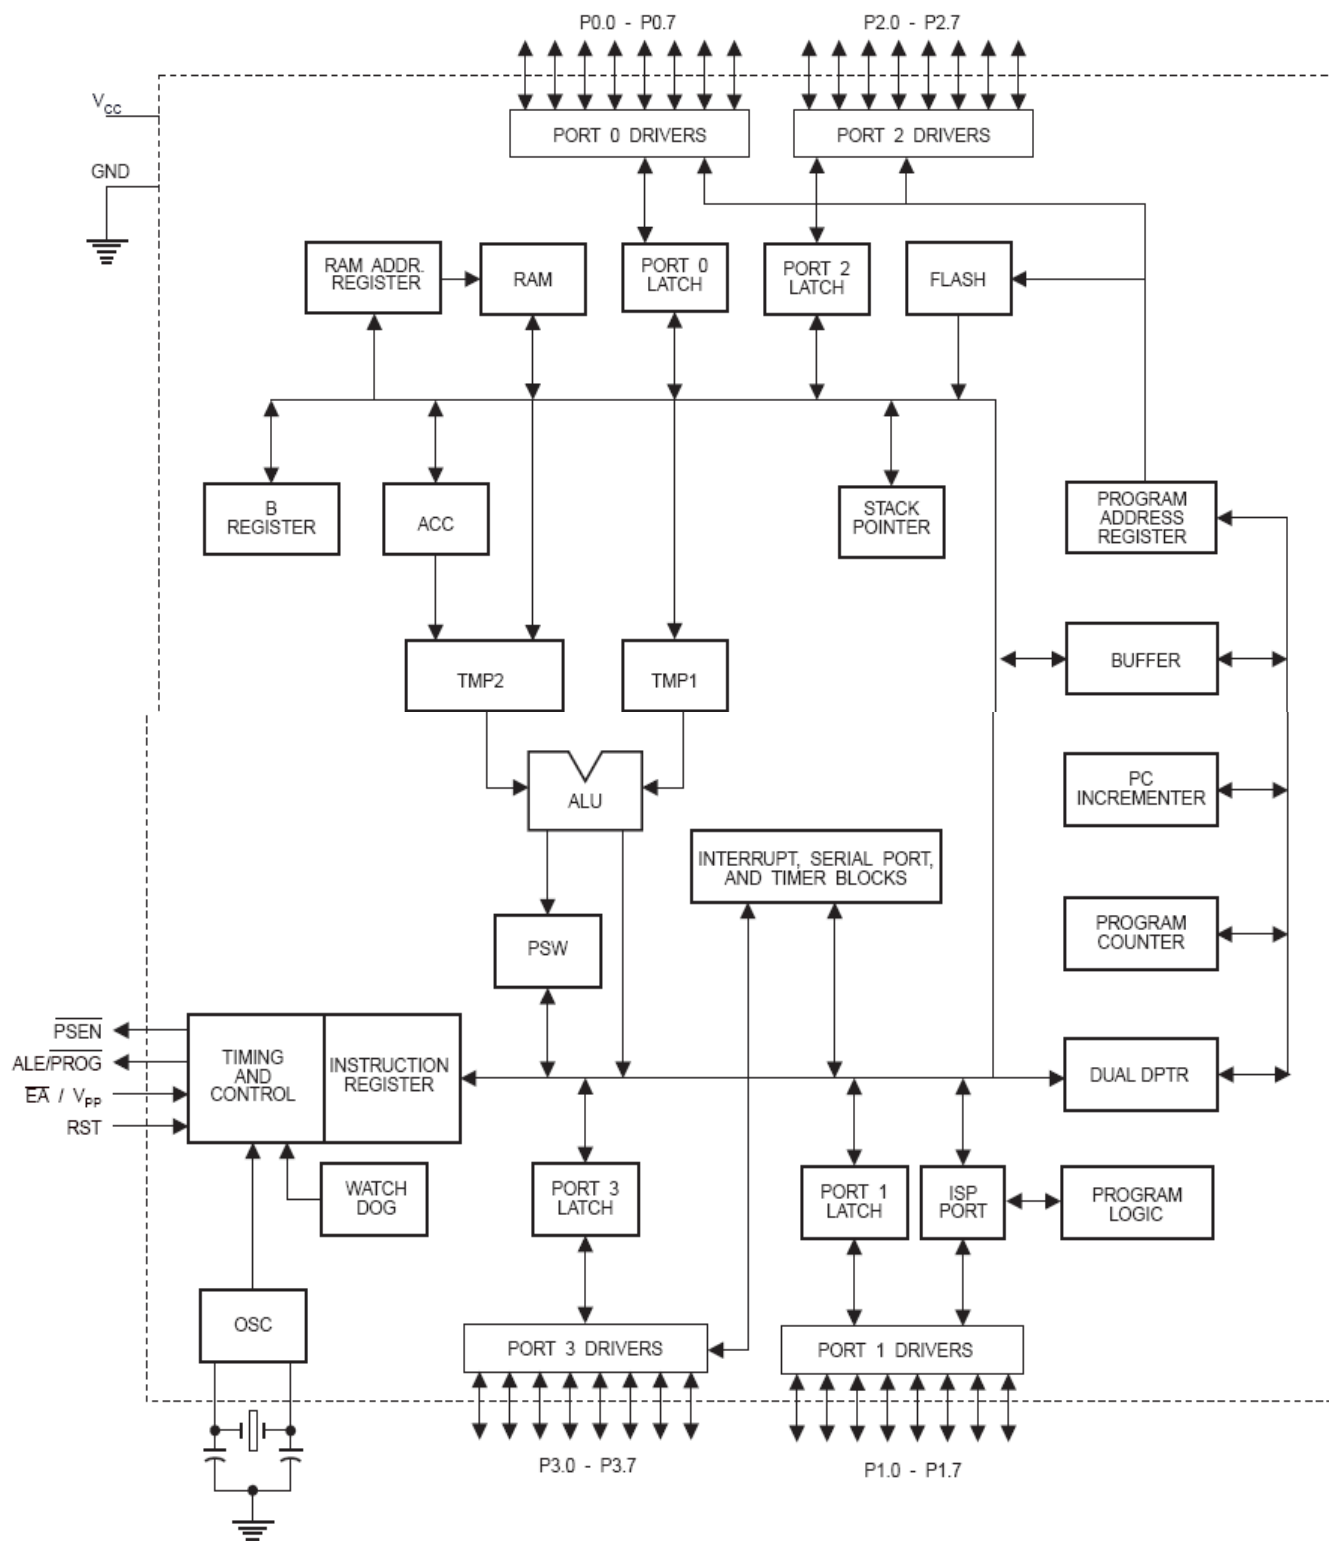 P0.0 - P0.7
P2.0 - P2.7
VCC
PORT 0 DRIVERS
PORT 2 DRIVERS
GND
RAM ADDR.
REGISTER
RAM
PORT 0
LATCH
PORT 2
LATCH
FLASH
B
REGISTER
ACC
STACK
POINTER
PROGRAM
ADDRESS
REGISTER
TMP2
TMP1
BUFFER
ALU
PC
INCREMENTER
INTERRUPT, SERIAL PORT,
AND TIMER BLOCKS
PSW
PROGRAM
COUNTER
PSEN
ALE/PROG
EA / VPP
RST
TIMING
AND
CONTROL
INSTRUCTION
REGISTER
DUAL DPTR
WATCH
DOG
PORT 3
LATCH
PORT 1
LATCH
ISP
PORT
PROGRAM
LOGIC
OSC
PORT 3 DRIVERS
PORT 1 DRIVERS
P3.0 - P3.7
P1.0 - P1.7